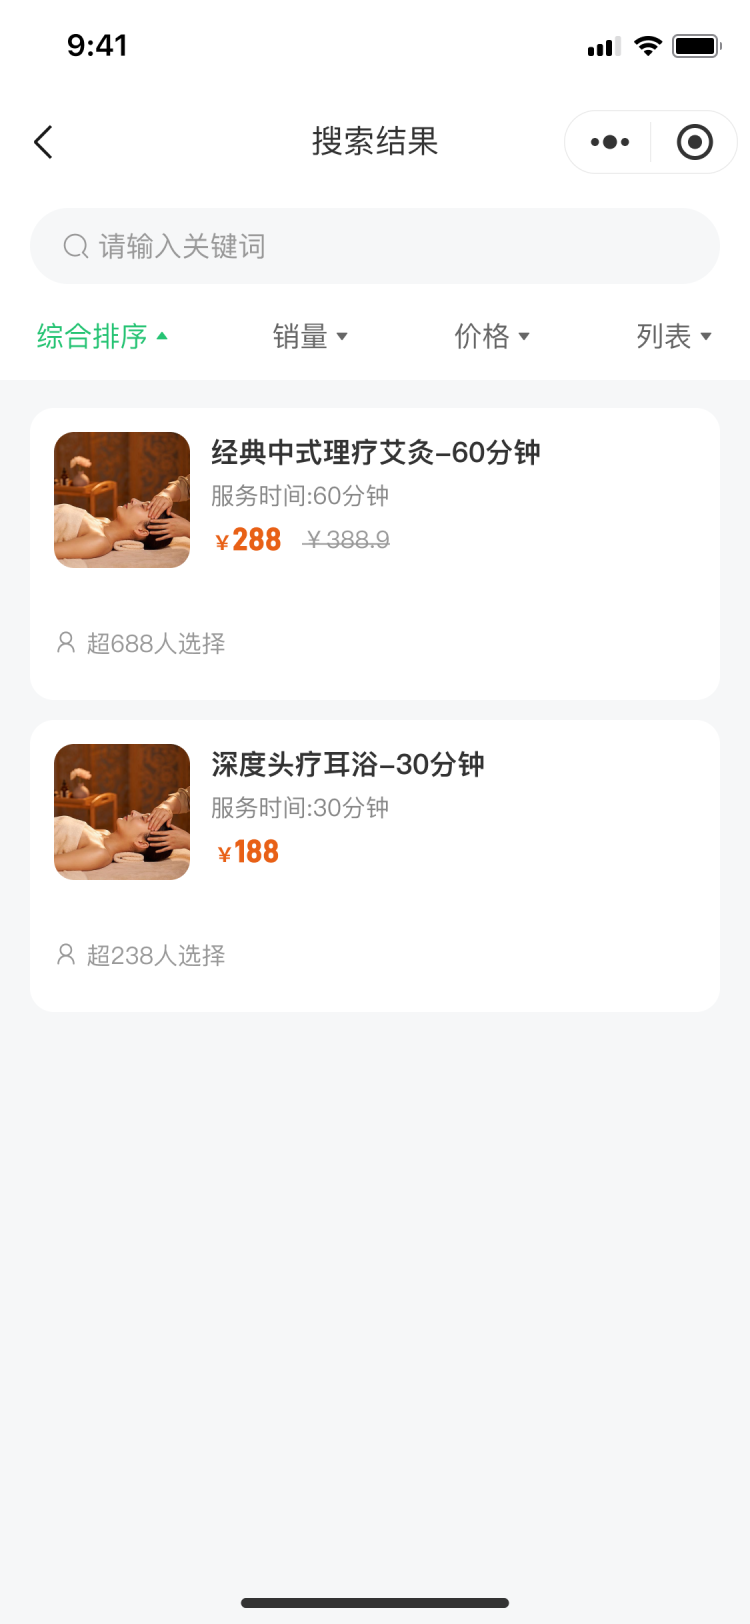 9:41
搜索结果
请输入关键词
综合排序 销量 价格 列表
经典中式理疗艾灸–60分钟
服务时间:60分钟
¥288 ¥388.9
超688人选择
深度头疗耳浴–30分钟
服务时间:30分钟
¥188
超238人选择